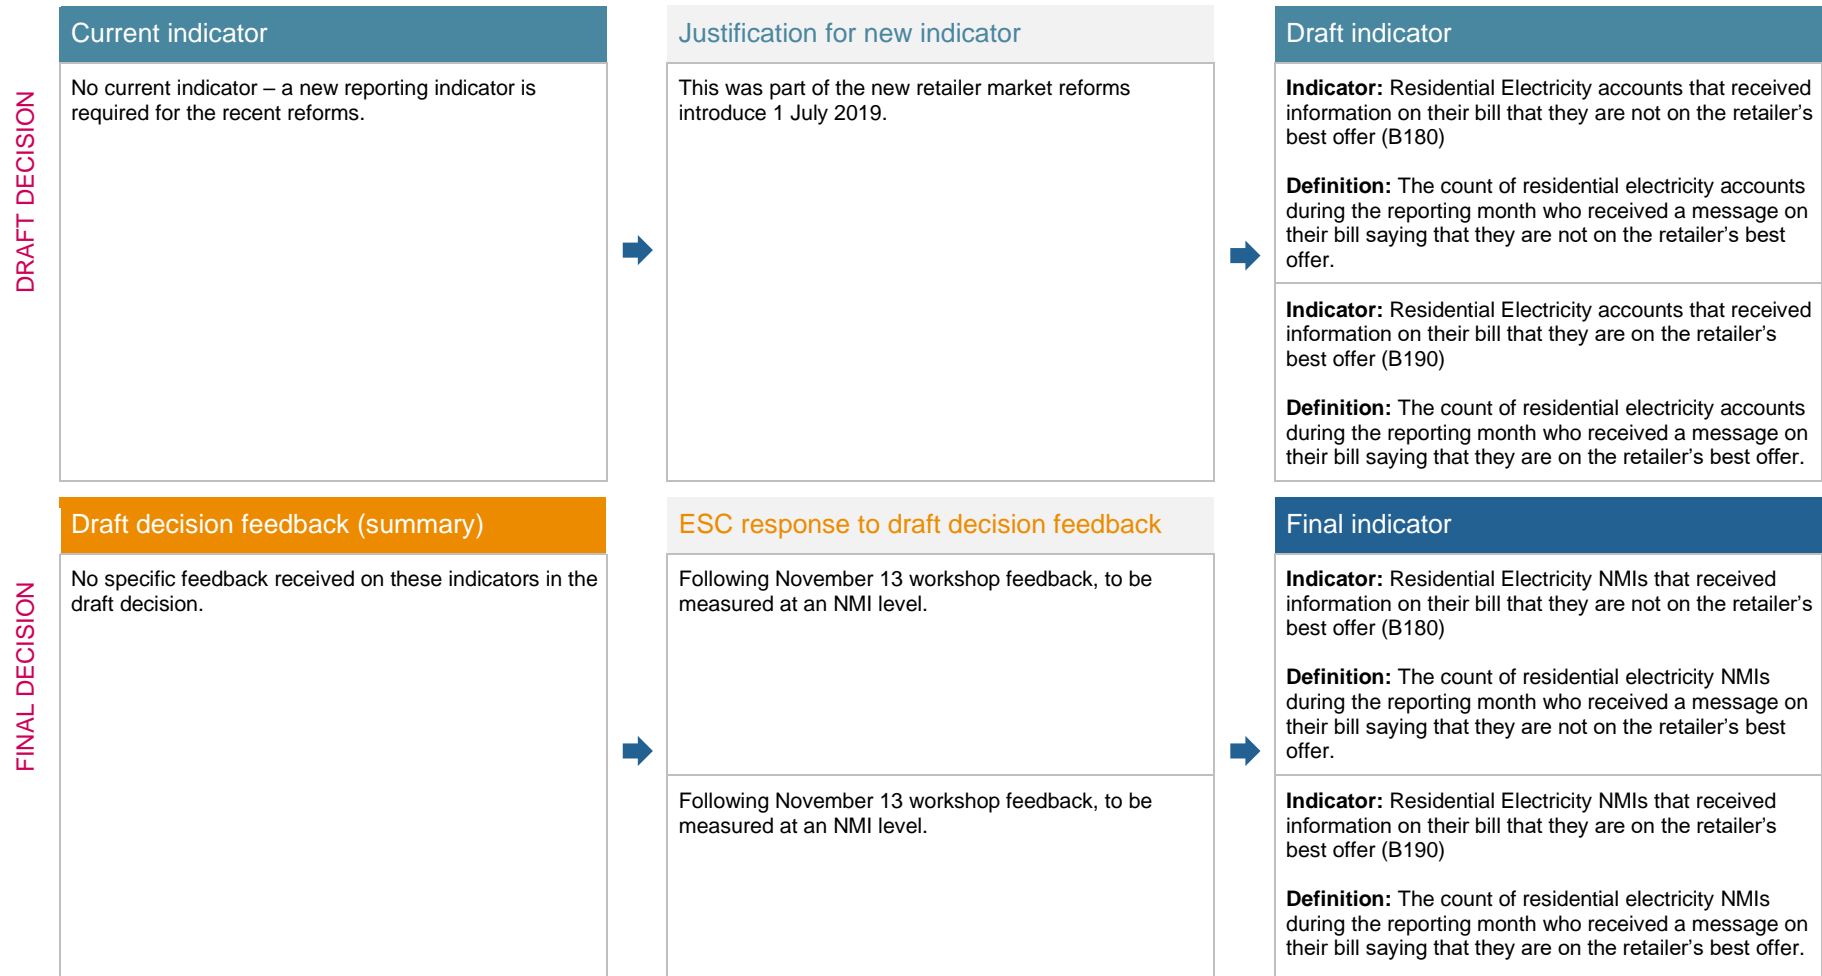 DRAFT DECISION
Current indicator
No current indicator – a new reporting indicator is
required for the recent reforms.
Justification for new indicator
This was part of the new retailer market reforms
introduce 1 July 2019.
Draft indicator
Indicator: Residential Electricity accounts that received
information on their bill that they are not on the retailer’s
best offer (B180)
Definition: The count of residential electricity accounts
during the reporting month who received a message on
their bill saying that they are not on the retailer’s best
offer.
Indicator: Residential Electricity accounts that received
information on their bill that they are on the retailer’s
best offer (B190)
Definition: The count of residential electricity accounts
during the reporting month who received a message on
their bill saying that they are on the retailer’s best offer.
FINAL DECISION
Draft decision feedback (summary)
No specific feedback received on these indicators in the
draft decision.
ESC response to draft decision feedback
Following November 13 workshop feedback, to be
measured at an NMI level.
Following November 13 workshop feedback, to be
measured at an NMI level.
Final indicator
Indicator: Residential Electricity NMIs that received
information on their bill that they are not on the retailer’s
best offer (B180)
Definition: The count of residential electricity NMIs
during the reporting month who received a message on
their bill saying that they are not on the retailer’s best
offer.
Indicator: Residential Electricity NMIs that received
information on their bill that they are on the retailer’s
best offer (B190)
Definition: The count of residential electricity NMIs
during the reporting month who received a message on
their bill saying that they are on the retailer’s best offer.